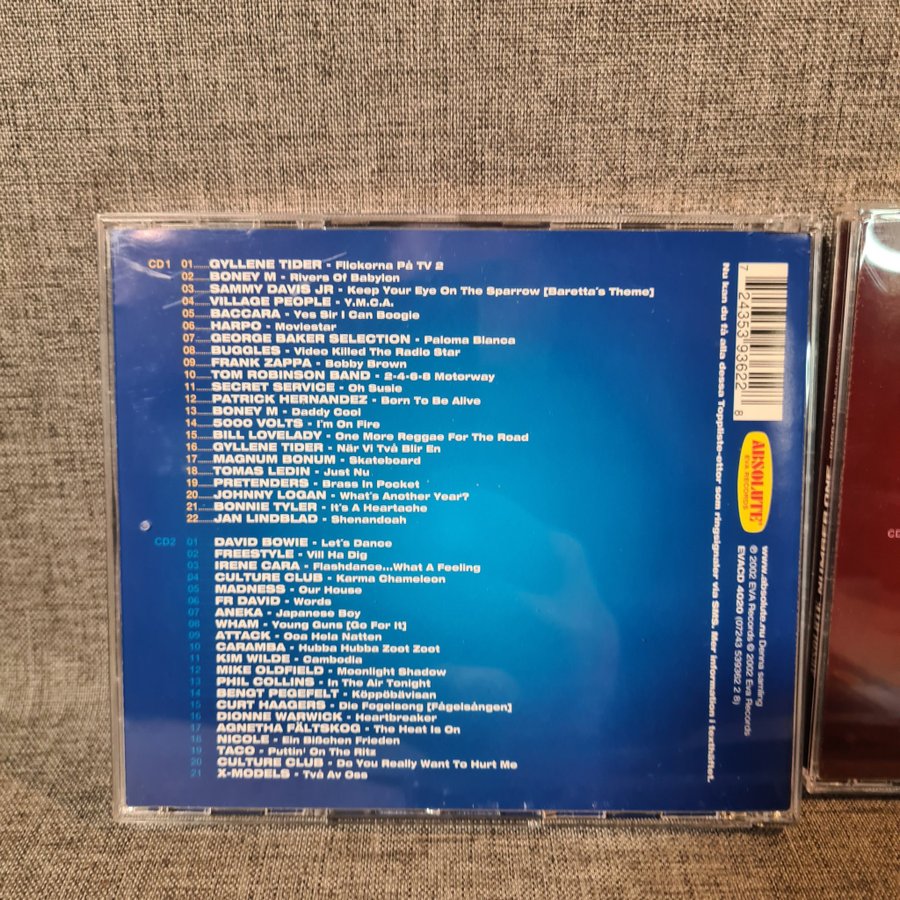 CD1 01 GYLLENE TIDER - Flickorna På TV 2
02 BONEY M - Rivers Of Babylon
03 SAMMY DAVIS JR - Keep Your Eye On The Sparrow [Baretta's Theme]
04 VILLAGE PEOPLE - Y.M.C.A.
05 BACCARA - Yes Sir I Can Boogie
06 HARPO - Moviestar
07 GEORGE BAKER SELECTION - Paloma Blanca
08 BUGGLES - Video Killed The Radio Star
09 FRANK ZAPPA - Bobby Brown
10 TOM ROBINSON BAND - 2-4-6-8 Motorway
11 SECRET SERVICE - Oh Susie
12 PATRICK HERNANDEZ - Born To Be Alive
13 BONEY M - Daddy Cool
14 5000 VOLTS - I'm On Fire
15 BILL LOVELADY - One More Reggae For The Road
16 GYLLENE TIDER - När Vi Två Blir En
17 MAGNUM BONUM - Skateboard
18 TOMAS LEDIN - Just Nu
19 PRETENDERS - Brass In Pocket
20 JOHNNY LOGAN - What's Another Year?
21 BONNIE TYLER - It's A Heartache
22 JAN LINDBLAD - Shenandoah
CD2 01 DAVID BOWIE - Let's Dance
02 FREESTYLE - Vill Ha Dig
03 IRENE CARA - Flashdance...What A Feeling
04 CULTURE CLUB - Karma Chameleon
05 MADNESS - Our House
06 FR DAVID - Words
07 ANEKA - Japanese Boy
08 WHAM - Young Guns [Go For It]
09 ATTACK - Ooa Hela Natten
10 CARAMBA - Hubba Hubba Zoot Zoot
11 KIM WILDE - Cambodia
12 MIKE OLDFIELD - Moonlight Shadow
13 PHIL COLLINS - In The Air Tonight
14 BENGT PEGEFELT - Köppäbävisan
15 CURT HAAGERS - Die Fogelsong [Fågelsången]
16 DIONNE WARWICK - Heartbreaker
17 AGNETHA FÄLTSKOG - The Heat Is On
18 NICOLE - Ein Bißchen Frieden
19 TACO - Puttin' On The Ritz
20 CULTURE CLUB - Do You Really Want To Hurt Me
21 X-MODELS - Två Av Oss
Nu kan du få alla dessa Toppliste-ettor som ringsignaler via SMS. Mer information i texthäftet.
7 24353 93622 8
ABSOLUTE
EVA RECORDS
www.absolute.nu Denna samling
℗ 2002 EVA Records © 2002 Eva Records
EVACD 4020 (07243 539362 2 8)
CD